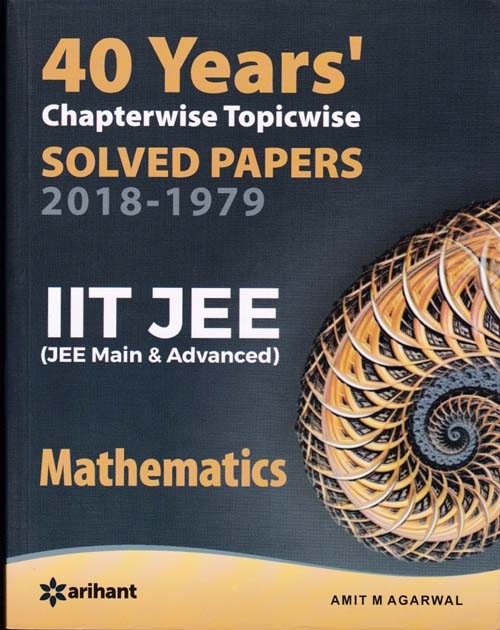 40 Years'
Chapterwise Topicwise
SOLVED PAPERS
2018-1979
IIT JEE
(JEE Main & Advanced)
Mathematics
arihant
AMIT M AGARWAL